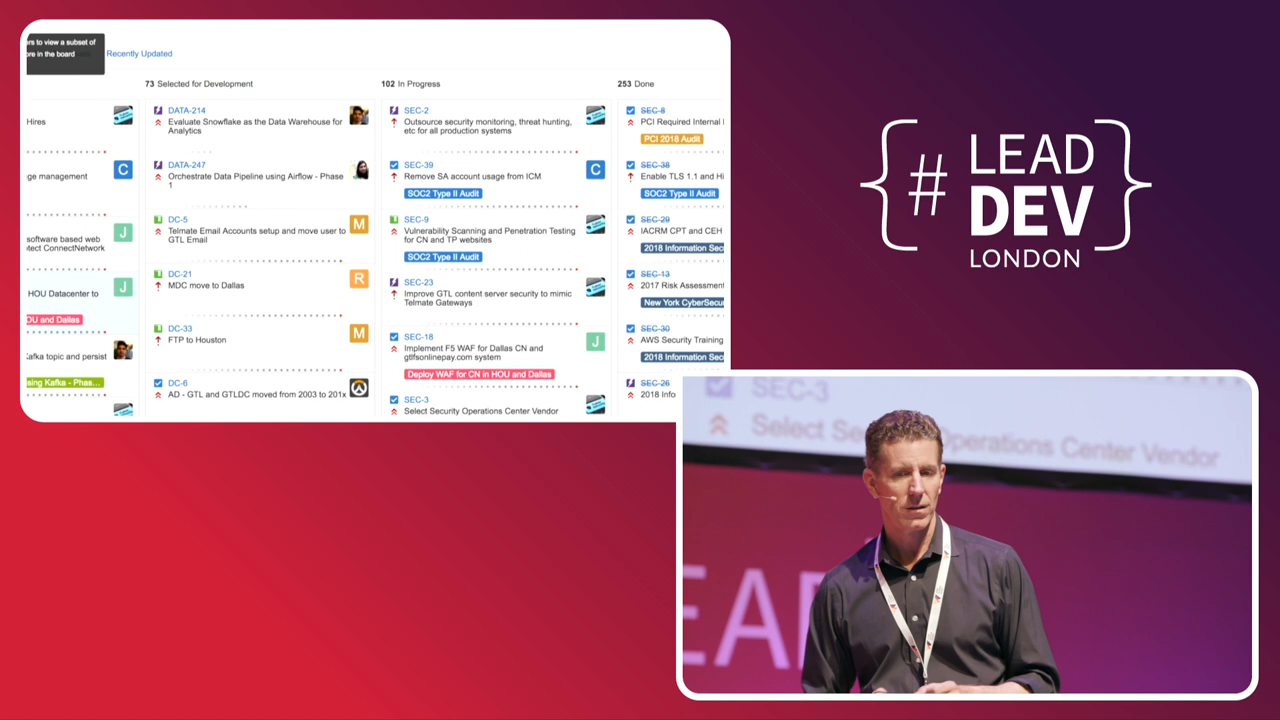 ers to view a subset of
ore in the board
Recently Updated
73 Selected for Development
102 In Progress
253 Done
Hires
ge management
software based web
tect ConnectNetwork
HOU Datacenter to
OU and Dallas
Kafka topic and persist
sing Kafka - Phas...
DATA-214
Evaluate Snowflake as the Data Warehouse for
Analytics
DATA-247
Orchestrate Data Pipeline using Airflow - Phase
1
DC-5
Telmate Email Accounts setup and move user to
GTL Email
M
DC-21
MDC move to Dallas
R
DC-33
FTP to Houston
M
DC-6
AD - GTL and GTLDC moved from 2003 to 201x
C
J
J
SEC-2
Outsource security monitoring, threat hunting,
etc for all production systems
SEC-39
Remove SA account usage from ICM
C
SOC2 Type II Audit
SEC-9
Vulnerability Scanning and Penetration Testing
for CN and TP websites
SOC2 Type II Audit
SEC-23
Improve GTL content server security to mimic
Telmate Gateways
SEC-18
Implement F5 WAF for Dallas CN and
gtlfsonlinepay.com system
J
Deploy WAF for CN in HOU and Dallas
SEC-3
Select Security Operations Center Vendor
SEC-8
PCI Required Internal
PCI 2018 Audit
SEC-38
Enable TLS 1.1 and Hi
SOC2 Type II Audit
SEC-29
IACRM CPT and CEH
2018 Information Sec
SEC-13
2017 Risk Assessment
New York CyberSecu
SEC-30
AWS Security Training
2018 Information Sec
SEC-26
2018 Info
{# LEAD
DEV}
LONDON
SEC-3
Select Se Operations Center Vendor
EA